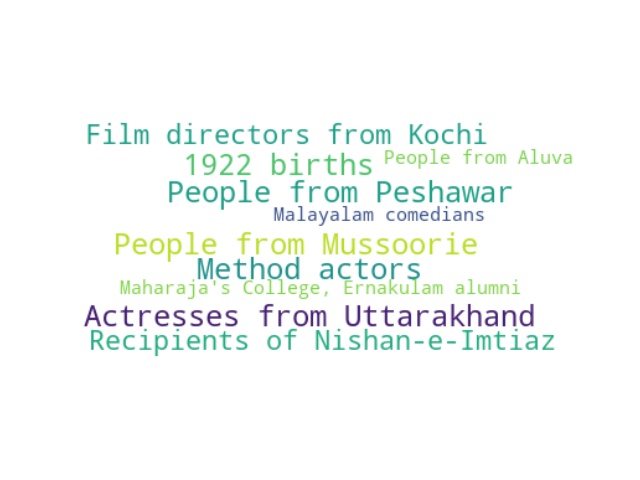 Film directors from Kochi
People from Aluva
1922 births
People from Peshawar
Malayalam comedians
People from Mussoorie
Method actors
Maharaja's College, Ernakulam alumni
Actresses from Uttarakhand
Recipients of Nishan-e-Imtiaz